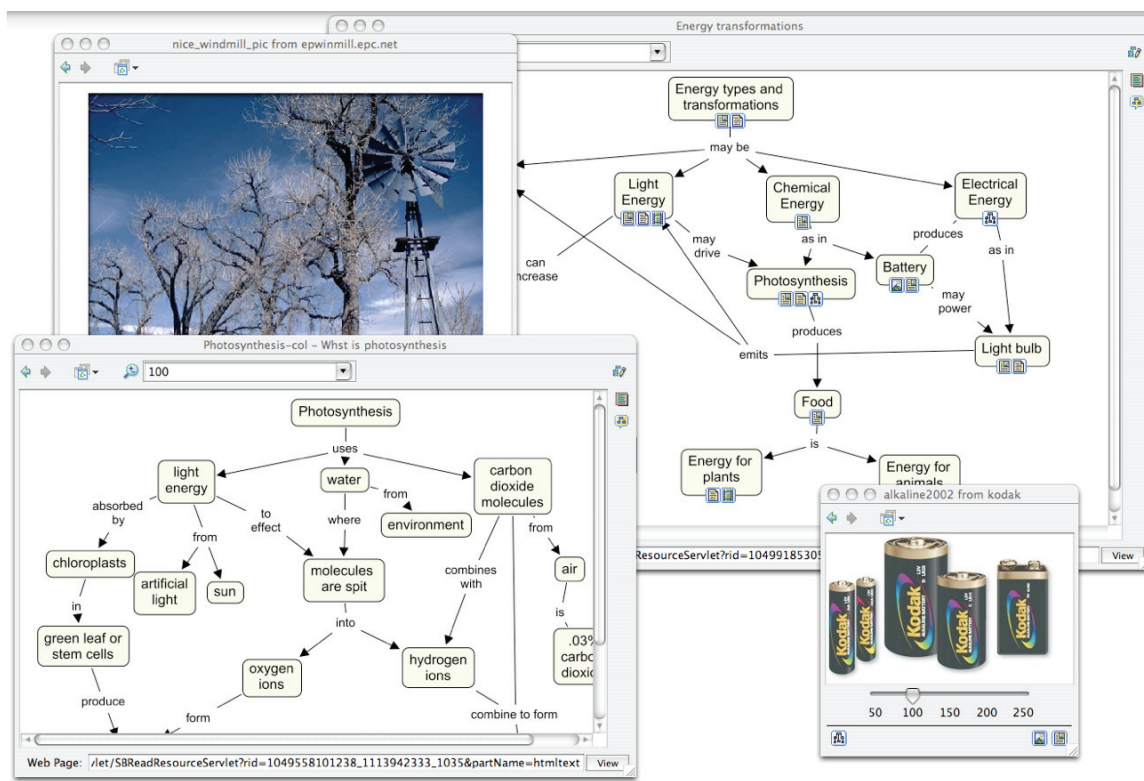 Energy transformations
nice_windmill_pic from epwinmill.epc.net
Energy types and
transformations
may be
Light
Energy
Chemical
Energy
Electrical
Energy
can
increase
may
drive
as in
produces
as in
Photosynthesis
Battery
may
power
produces
emits
Light bulb
Food
is
Energy for
plants
Energy for
animals
ResourceServlet?rid=10499185305
View
Photosynthesis-col - Whst is photosynthesis
100
Photosynthesis
uses
light
energy
water
carbon
dioxide
molecules
absorbed
by
to
effect
from
where
from
environment
from
chloroplasts
artificial
light
sun
molecules
are spit
combines
with
air
in
is
green leaf or
stem cells
into
.03%
carbo
dioxid
oxygen
ions
hydrogen
ions
produce
form
combine to form
Web Page:
/let/SBReadResourceServlet?rid=1049558101238_1113942333_1035&partName=htmltext
View
alkaline2002 from kodak
Kodak
Kodak
Kodak
Kodak
Kodak
50 100 150 200 250